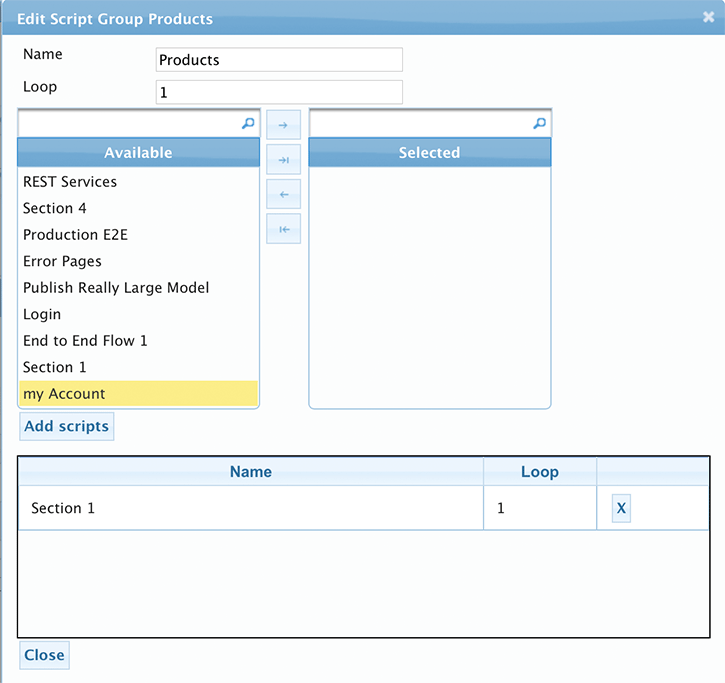 Edit Script Group Products
Name Products
Loop 1
Available Selected
REST Services
Section 4
Production E2E
Error Pages
Publish Really Large Model
Login
End to End Flow 1
Section 1
my Account
Add scripts
Name Loop
Section 1 1 X
Close